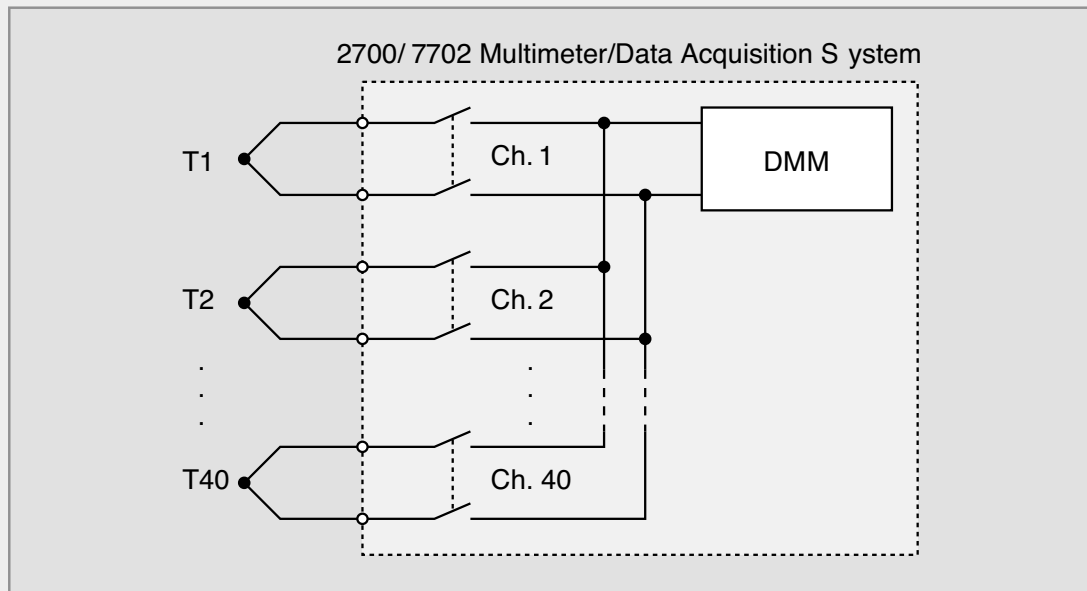 2700/ 7702 Multimeter/Data Acquisition S ystem
T1
Ch. 1
DMM
T2
Ch. 2
T40
Ch. 40